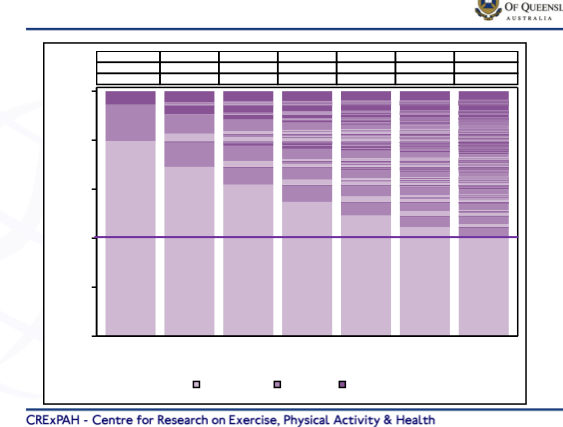 OF QUEENSL
AUSTRALIA
CRExPAH - Centre for Research on Exercise, Physical Activity & Health